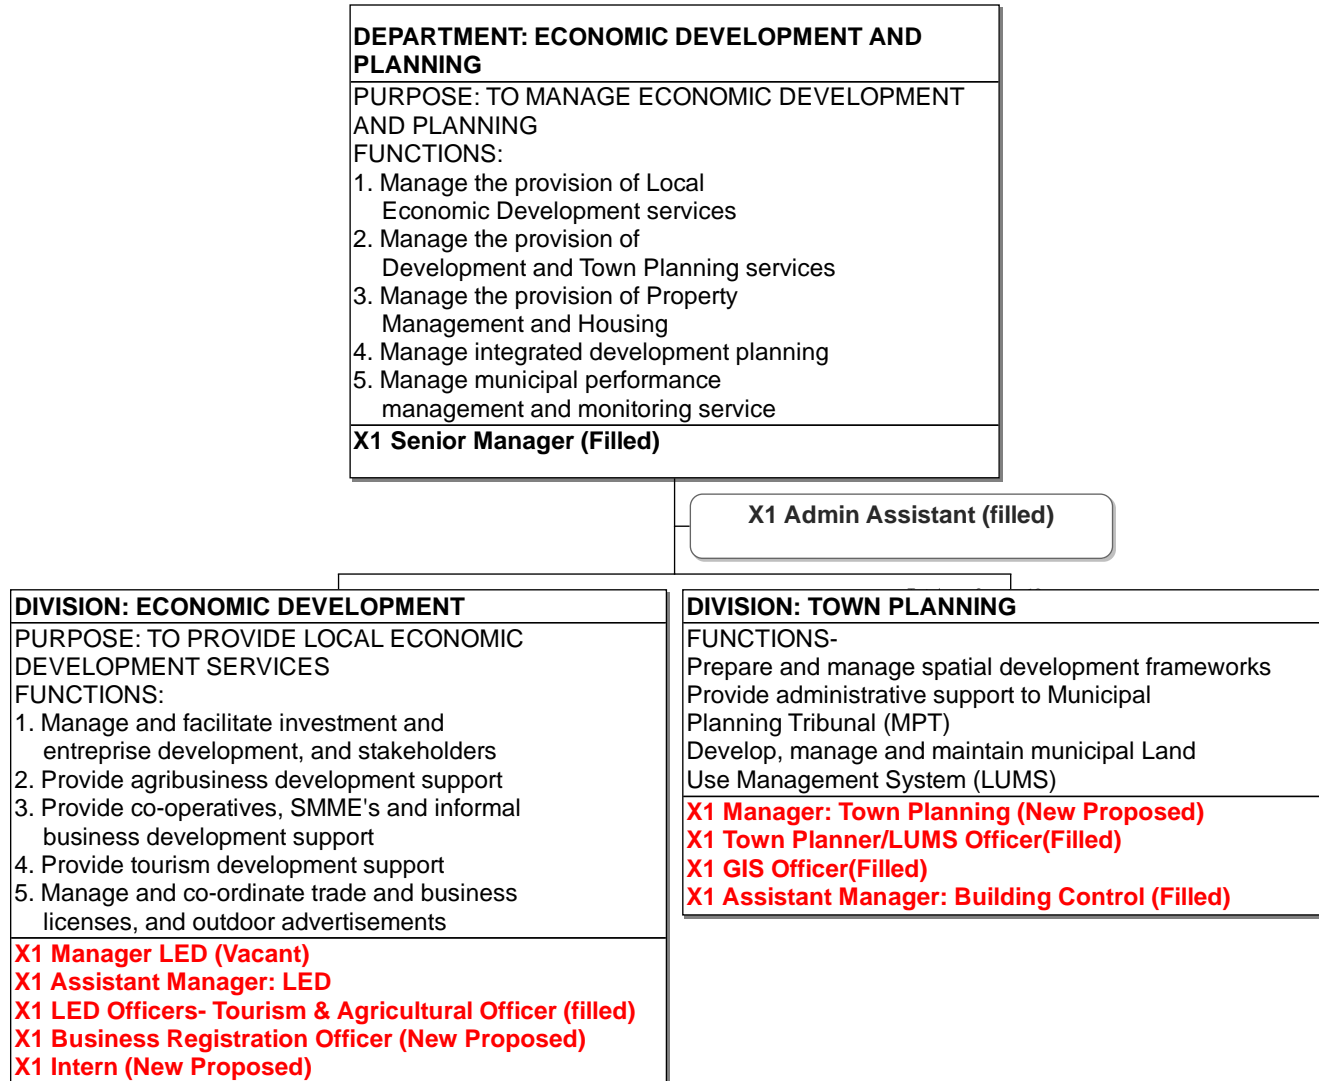 DEPARTMENT: ECONOMIC DEVELOPMENT AND
PLANNING
PURPOSE: TO MANAGE ECONOMIC DEVELOPMENT
AND PLANNING
FUNCTIONS:
1. Manage the provision of Local
Economic Development services
2. Manage the provision of
Development and Town Planning services
3. Manage the provision of Property
Management and Housing
4. Manage integrated development planning
5. Manage municipal performance
management and monitoring service
X1 Senior Manager (Filled)
X1 Admin Assistant (filled)
DIVISION: ECONOMIC DEVELOPMENT
PURPOSE: TO PROVIDE LOCAL ECONOMIC
DEVELOPMENT SERVICES
FUNCTIONS:
1. Manage and facilitate investment and
entreprise development, and stakeholders
2. Provide agribusiness development support
3. Provide co-operatives, SMME's and informal
business development support
4. Provide tourism development support
5. Manage and co-ordinate trade and business
licenses, and outdoor advertisements
X1 Manager LED (Vacant)
X1 Assistant Manager: LED
X1 LED Officers- Tourism & Agricultural Officer (filled)
X1 Business Registration Officer (New Proposed)
X1 Intern (New Proposed)
DIVISION: TOWN PLANNING
FUNCTIONS-
Prepare and manage spatial development frameworks
Provide administrative support to Municipal
Planning Tribunal (MPT)
Develop, manage and maintain municipal Land
Use Management System (LUMS)
X1 Manager: Town Planning (New Proposed)
X1 Town Planner/LUMS Officer(Filled)
X1 GIS Officer(Filled)
X1 Assistant Manager: Building Control (Filled)